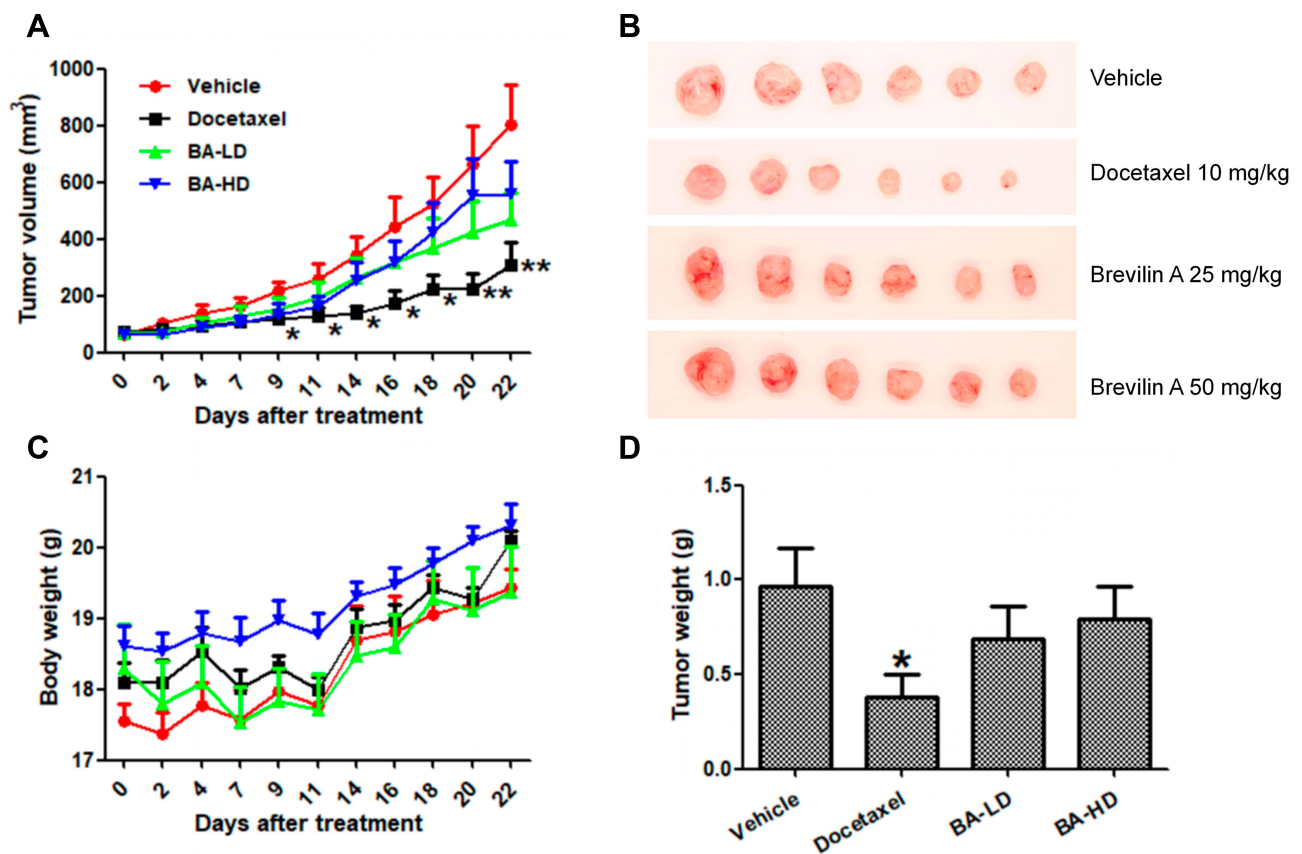 A
Tumor volume (mm³)
1000
800
600
400
200
0
Vehicle
Docetaxel
BA-LD
BA-HD
*
*
*
*
*
**
**
0 2 4 7 9 11 14 16 18 20 22
Days after treatment
B
Vehicle
Docetaxel 10 mg/kg
Brevilin A 25 mg/kg
Brevilin A 50 mg/kg
C
Body weight (g)
21
20
19
18
17
0 2 4 7 9 11 14 16 18 20 22
Days after treatment
D
Tumor weight (g)
1.5
1.0
0.5
0.0
*
Vehicle
Docetaxel
BA-LD
BA-HD